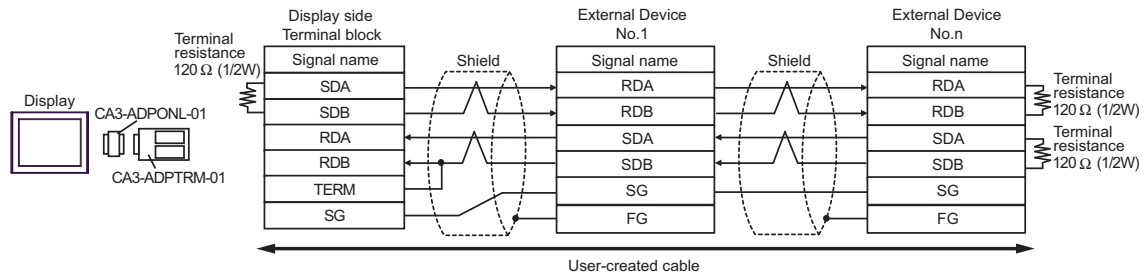 Display side
Terminal block
External Device
No.1
External Device
No.n
Terminal
resistance
120 Ω (1/2W)
Signal name
SDA
SDB
RDA
RDB
TERM
SG
Shield
Signal name
RDA
RDB
SDA
SDB
SG
FG
Shield
Signal name
RDA
RDB
SDA
SDB
SG
FG
Terminal
resistance
120 Ω (1/2W)
Terminal
resistance
120 Ω (1/2W)
Display
CA3-ADPONL-01
CA3-ADPTRM-01
User-created cable